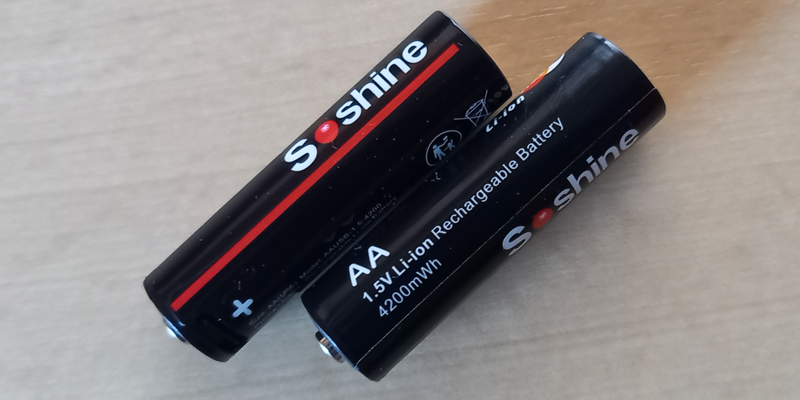 Soshine
+
Li-ion
AA
1.5V Li-ion Rechargeable Battery
4200mWh
Soshine